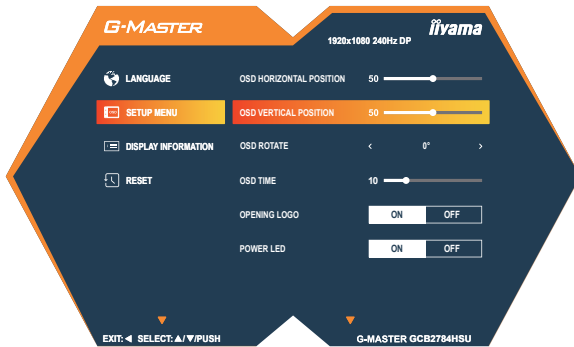 G-MASTER
iiyama
1920x1080 240Hz DP
LANGUAGE
SETUP MENU
DISPLAY INFORMATION
RESET
OSD HORIZONTAL POSITION 50
OSD VERTICAL POSITION 50
OSD ROTATE < 0° >
OSD TIME 10
OPENING LOGO ON OFF
POWER LED ON OFF
EXIT:◀ SELECT:▲/▼/PUSH
G-MASTER GCB2784HSU